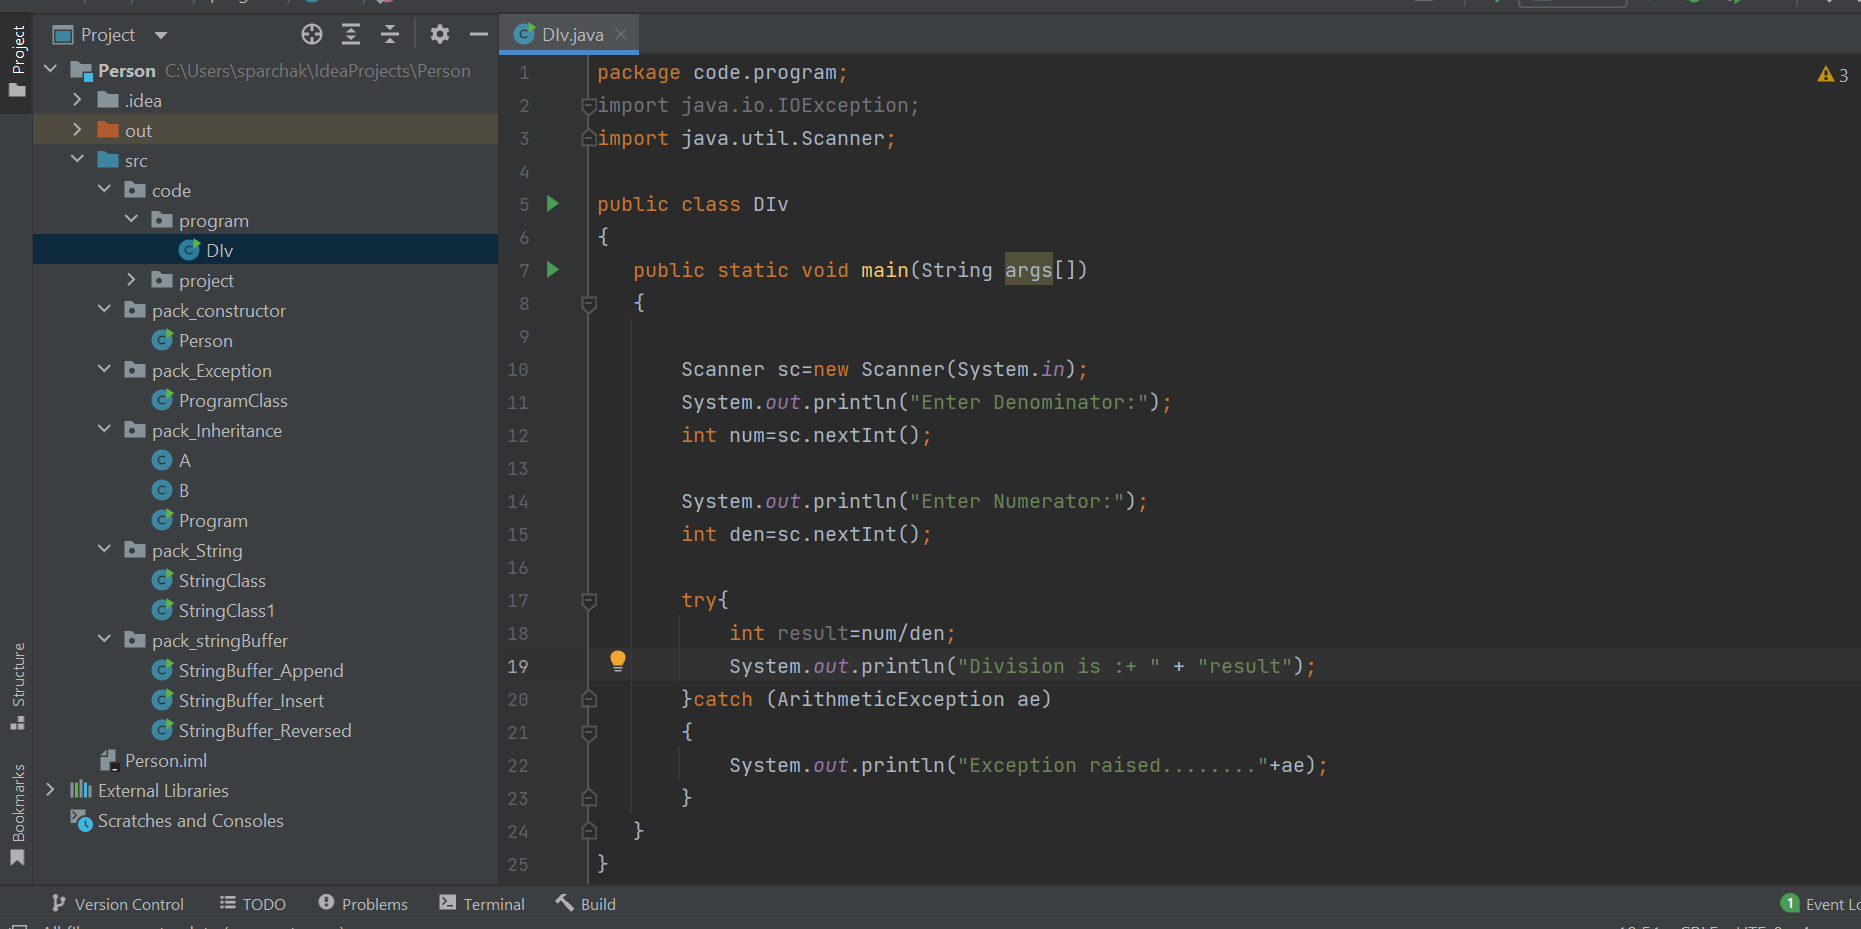 Project
Project
Structure
Bookmarks
Person C:\Users\sparchak\IdeaProjects\Person
.idea
out
src
code
program
DIv
project
pack_constructor
Person
pack_Exception
ProgramClass
pack_Inheritance
A
B
Program
pack_String
StringClass
StringClass1
pack_stringBuffer
StringBuffer_Append
StringBuffer_Insert
StringBuffer_Reversed
Person.iml
External Libraries
Scratches and Consoles
DIv.java
3
1 package code.program;
2 import java.io.IOException;
3 import java.util.Scanner;
4
5 public class DIv
6 {
7 public static void main(String args[])
8 {
9
10 Scanner sc=new Scanner(System.in);
11 System.out.println("Enter Denominator:");
12 int num=sc.nextInt();
13
14 System.out.println("Enter Numerator:");
15 int den=sc.nextInt();
16
17 try{
18 int result=num/den;
19 System.out.println("Division is :+ " + "result");
20 }catch (ArithmeticException ae)
21 {
22 System.out.println("Exception raised........"+ae);
23 }
24 }
25 }
Version Control TODO Problems Terminal Build 1 Event Lo